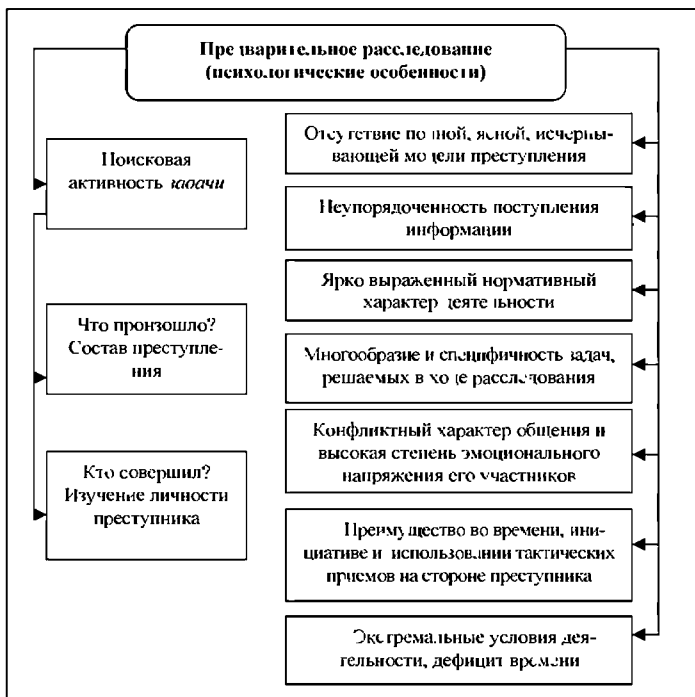 Предварительное расследование
(психологические особенности)
Поисковая
активность задачи
Что произошло?
Состав преступле-
ния
Кто совершил?
Изучение личности
преступника
Отсутствие полной, ясной, исчерпы-
вающей модели преступления
Неупорядоченность поступления
информации
Ярко выраженный нормативный
характер деятельности
Многообразие и специфичность задач,
решаемых в ходе расследования
Конфликтный характер общения и
высокая степень эмоционального
напряжения его участников
Преимущество во времени, ини-
циативе и использовании тактических
приемов на стороне преступника
Экстремальные условия дея-
тельности, дефицит времени